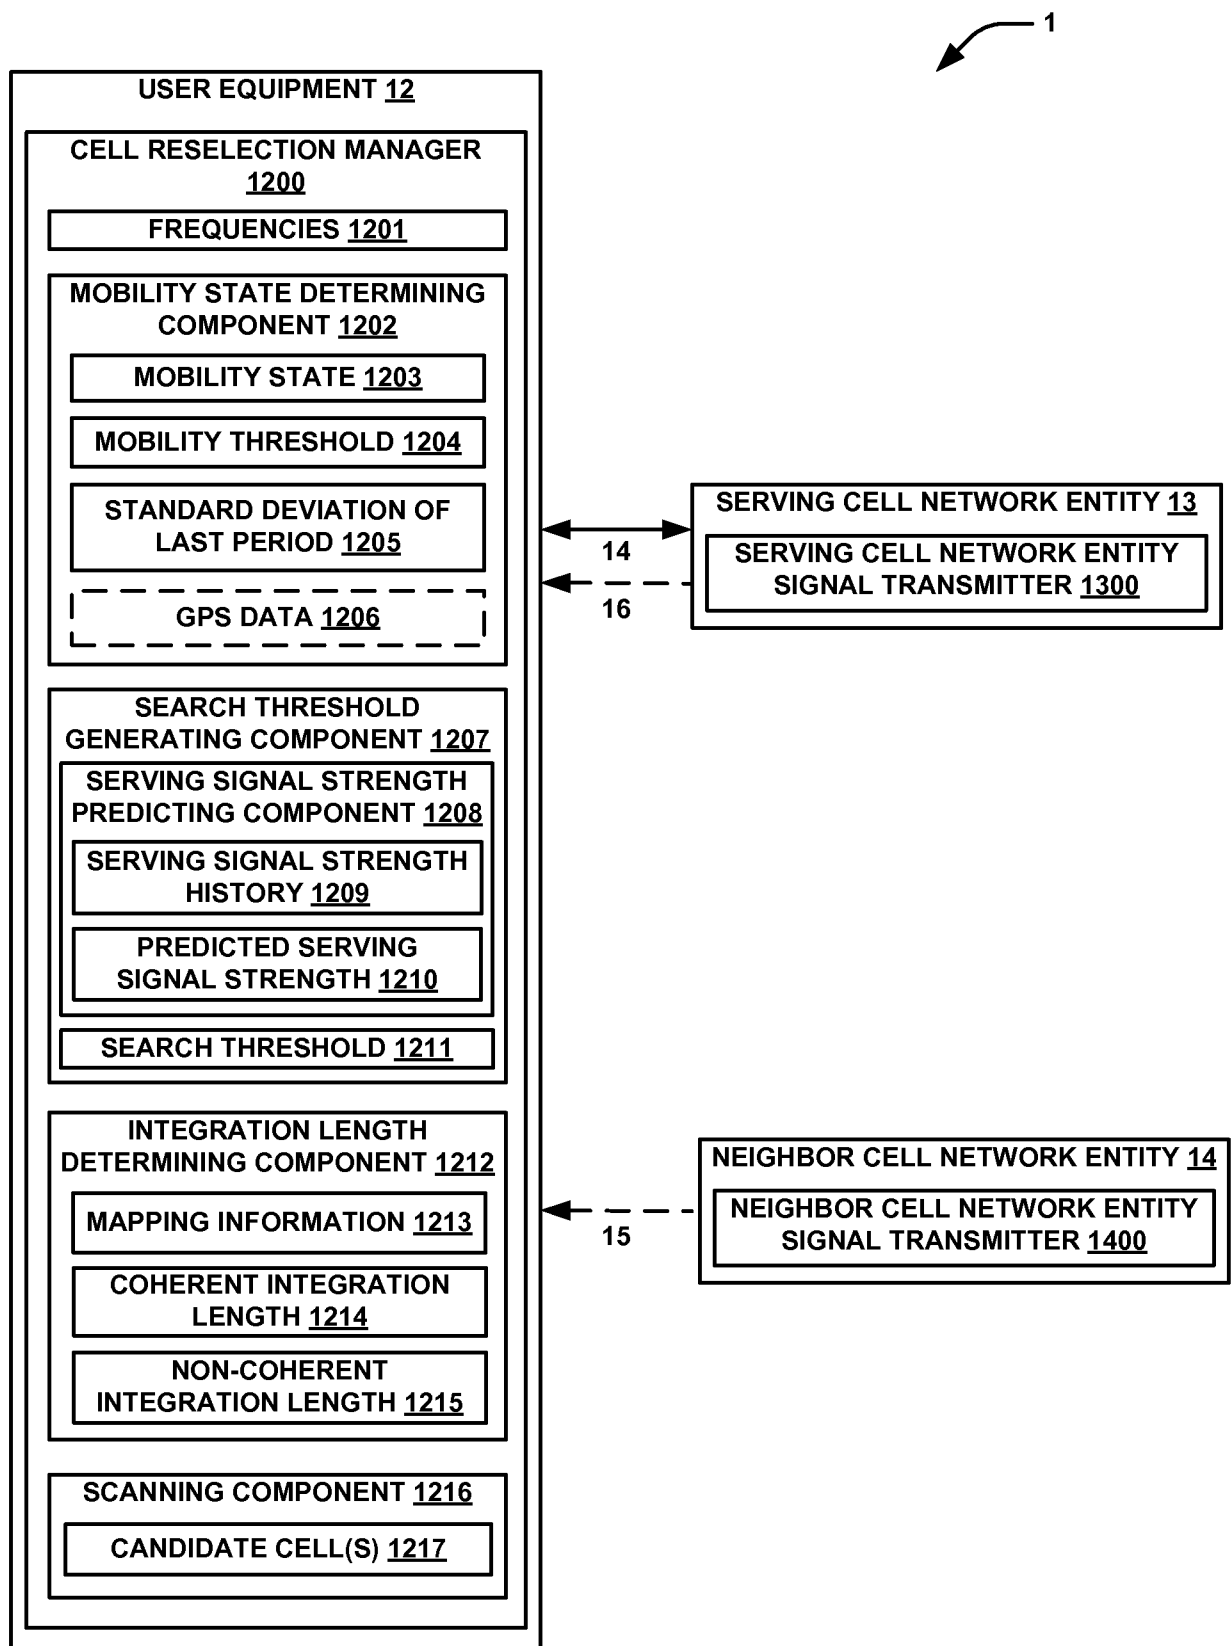 1
USER EQUIPMENT 12
CELL RESELECTION MANAGER
1200
FREQUENCIES 1201
MOBILITY STATE DETERMINING
COMPONENT 1202
MOBILITY STATE 1203
MOBILITY THRESHOLD 1204
STANDARD DEVIATION OF
LAST PERIOD 1205
GPS DATA 1206
SEARCH THRESHOLD
GENERATING COMPONENT 1207
SERVING SIGNAL STRENGTH
PREDICTING COMPONENT 1208
SERVING SIGNAL STRENGTH
HISTORY 1209
PREDICTED SERVING
SIGNAL STRENGTH 1210
SEARCH THRESHOLD 1211
INTEGRATION LENGTH
DETERMINING COMPONENT 1212
MAPPING INFORMATION 1213
COHERENT INTEGRATION
LENGTH 1214
NON-COHERENT
INTEGRATION LENGTH 1215
SCANNING COMPONENT 1216
CANDIDATE CELL(S) 1217
14
16
SERVING CELL NETWORK ENTITY 13
SERVING CELL NETWORK ENTITY
SIGNAL TRANSMITTER 1300
15
NEIGHBOR CELL NETWORK ENTITY 14
NEIGHBOR CELL NETWORK ENTITY
SIGNAL TRANSMITTER 1400